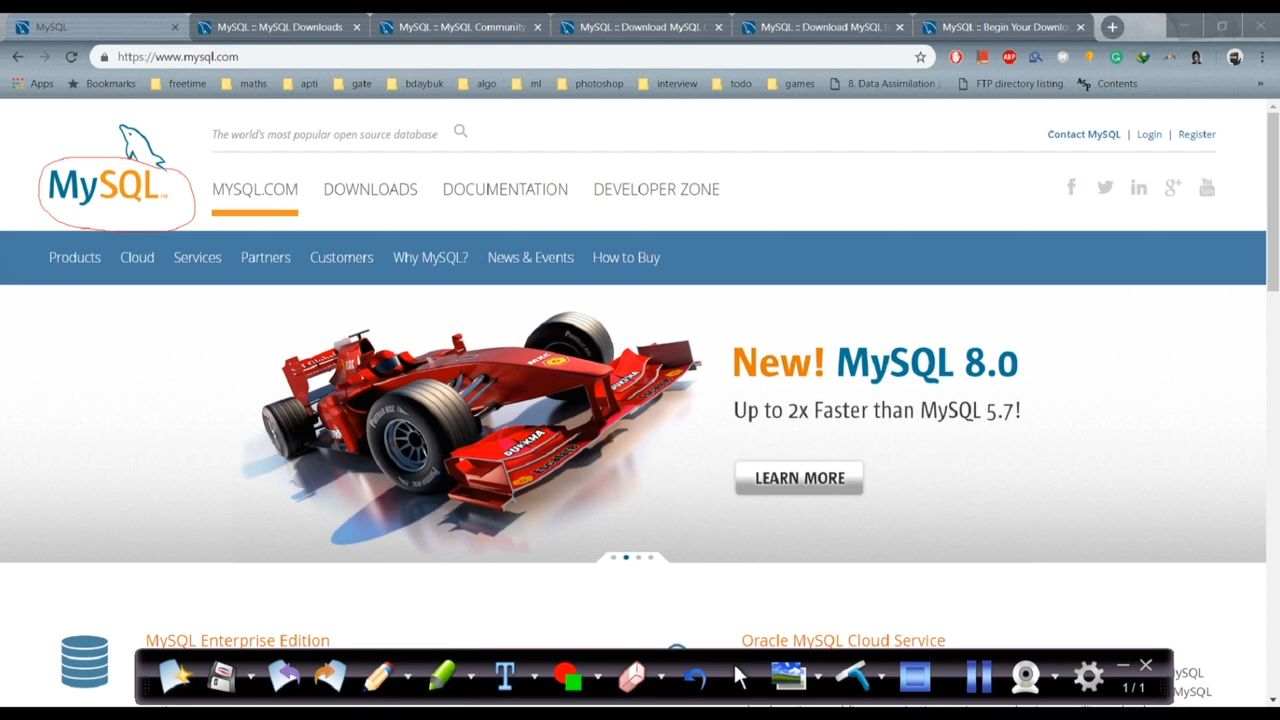 MySQL
MySQL :: MySQL Downloads
MySQL :: MySQL Community
MySQL :: Download MySQL
MySQL :: Download MySQL
MySQL :: Begin Your Downlo
https://www.mysql.com
Apps
Bookmarks
freetime
maths
apti
gate
bdaybuk
algo
ml
photoshop
interview
todo
games
8. Data Assimilation
FTP directory listing
Contents
The world's most popular open source database
Contact MySQL | Login | Register
MySQL
MYSQL.COM
DOWNLOADS
DOCUMENTATION
DEVELOPER ZONE
Products
Cloud
Services
Partners
Customers
Why MySQL?
News & Events
How to Buy
New! MySQL 8.0
Up to 2x Faster than MySQL 5.7!
LEARN MORE
DUKKHA
MySQL Enterprise Edition
Oracle MySQL Cloud Service
1/1
ySQL
MySQL